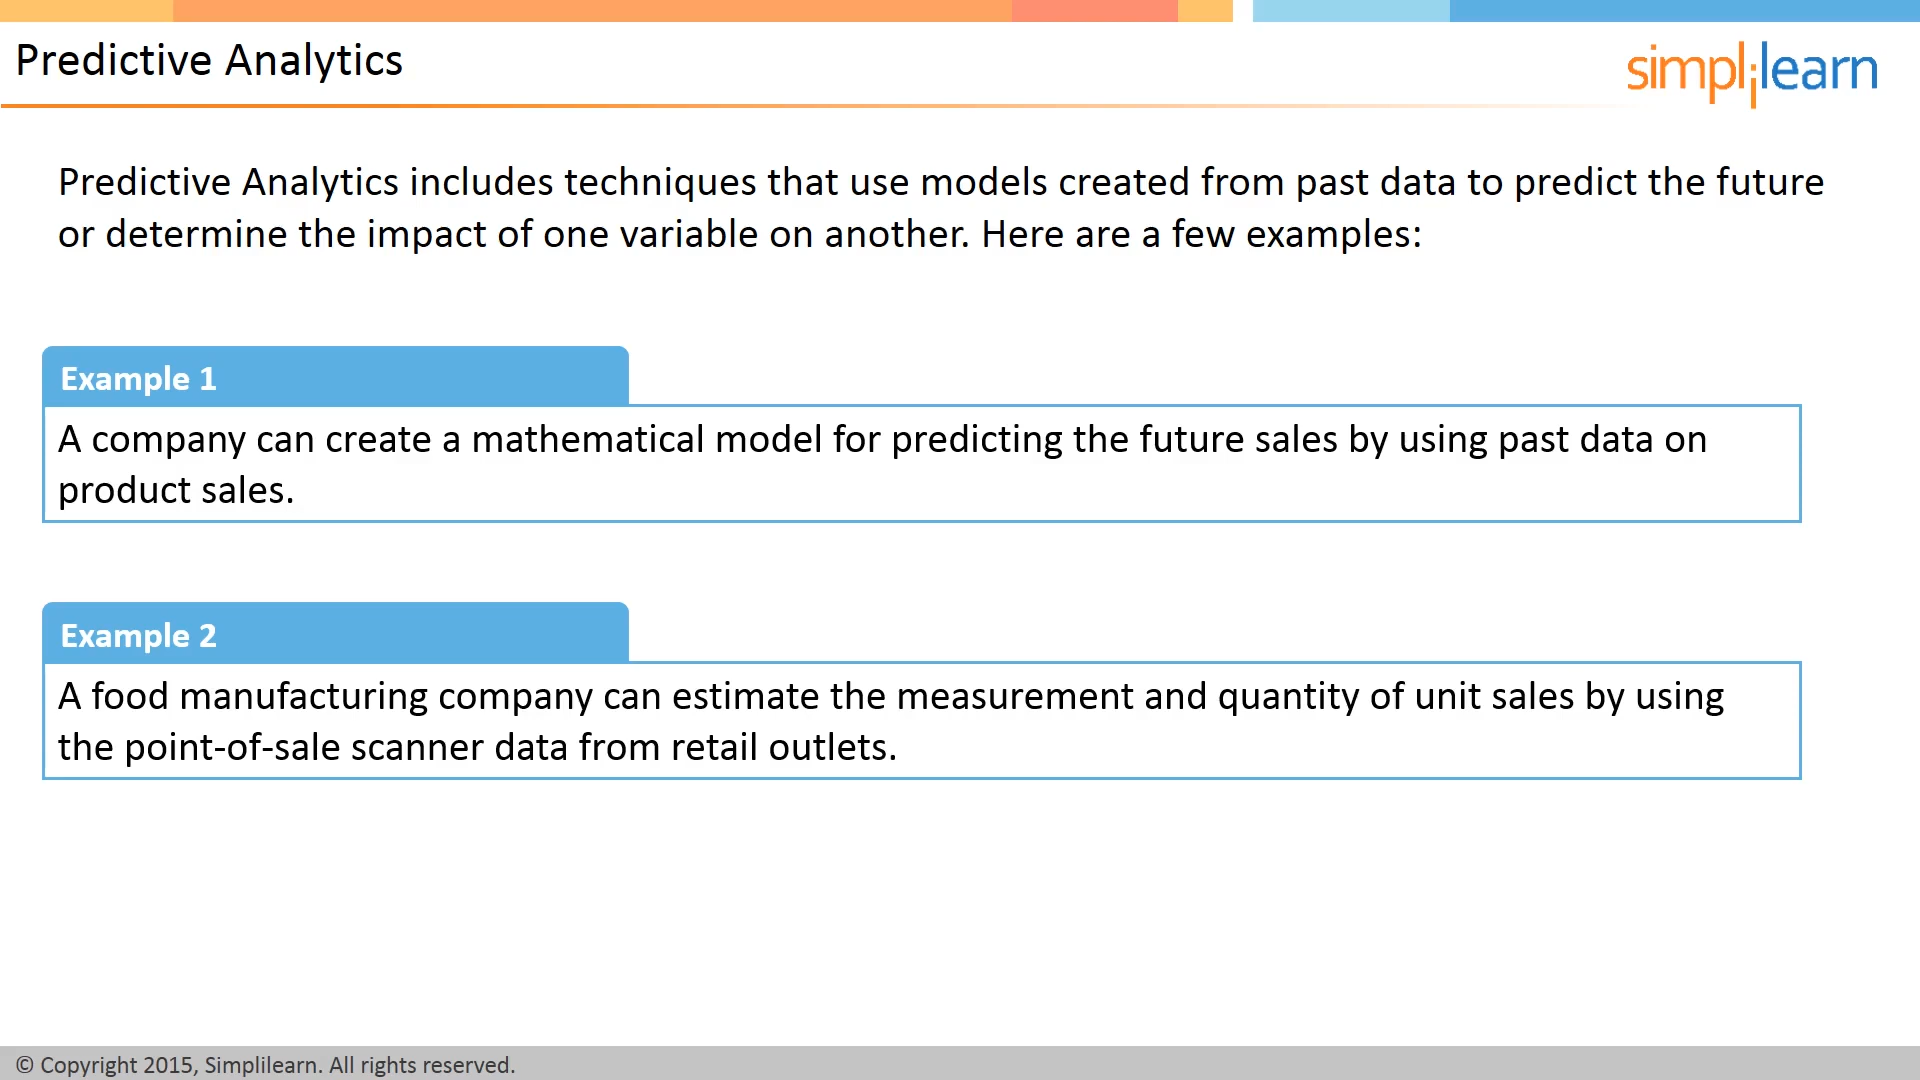 Predictive Analytics
simplilearn
Predictive Analytics includes techniques that use models created from past data to predict the future
or determine the impact of one variable on another. Here are a few examples:
Example 1
A company can create a mathematical model for predicting the future sales by using past data on
product sales.
Example 2
A food manufacturing company can estimate the measurement and quantity of unit sales by using
the point-of-sale scanner data from retail outlets.
© Copyright 2015, Simplilearn. All rights reserved.